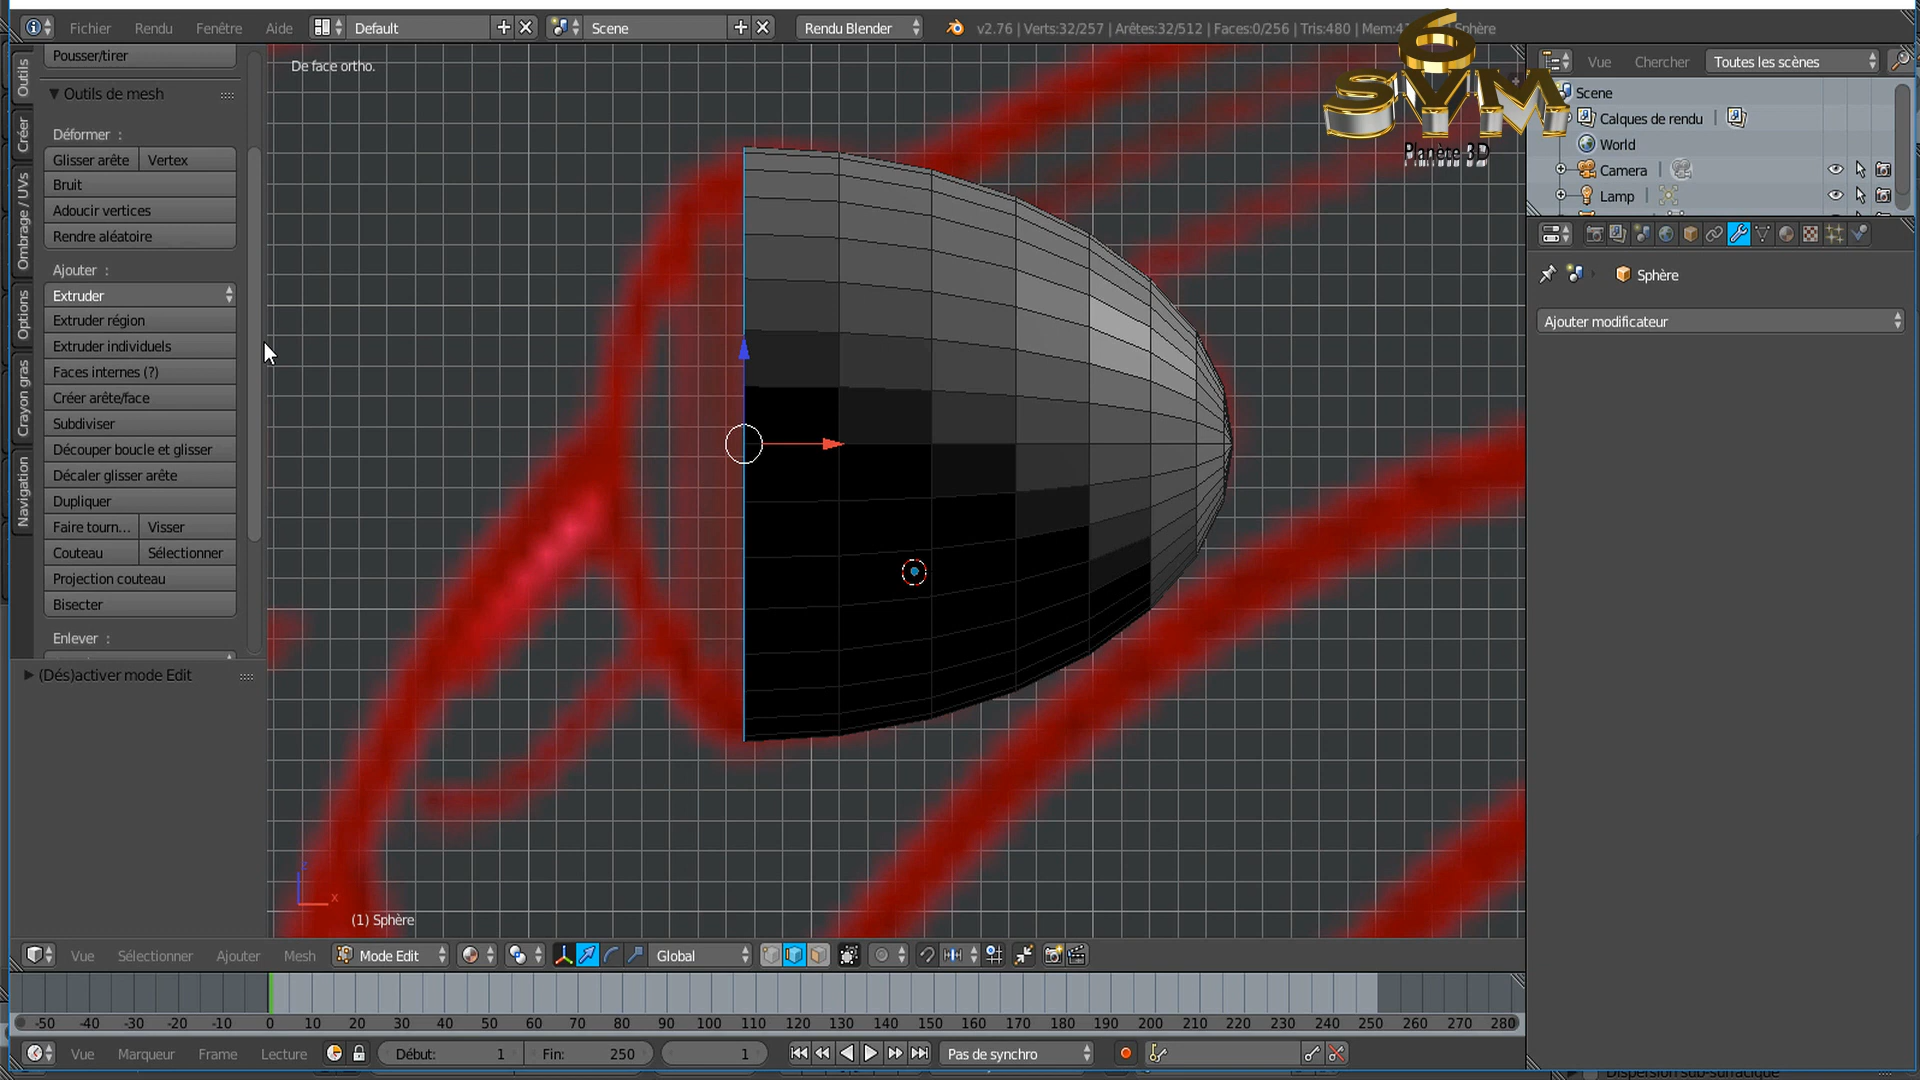 Fichier Rendu Fenêtre Aide Default Scene Rendu Blender v2.76 | Verts:32/257 | Arêtes:32/512 | Faces:0/256 | Tris:480 | Mem:
6
SVM
Planète 3D
Pousser/tirer
De face ortho.
Vue Chercher Toutes les scènes
Outils
Créer
Ombrage / UVs
Options
Crayon gras
Navigation
Outils de mesh
Déformer :
Glisser arête Vertex
Bruit
Adoucir vertices
Rendre aléatoire
Ajouter :
Extruder
Extruder région
Extruder individuels
Faces internes (?)
Créer arête/face
Subdiviser
Découper boucle et glisser
Décaler glisser arête
Dupliquer
Faire tourn... Visser
Couteau Sélectionner
Projection couteau
Bisecter
Enlever :
(Dés)activer mode Edit
Scene
Calques de rendu
World
Camera
Lamp
Sphère
Ajouter modificateur
z
x
(1) Sphère
Vue Sélectionner Ajouter Mesh Mode Edit Global
-50 -40 -30 -20 -10 0 10 20 30 40 50 60 70 80 90 100 110 120 130 140 150 160 170 180 190 200 210 220 230 240 250 260 270 280
Vue Marqueur Frame Lecture Début: 1 Fin: 250 1 Pas de synchro